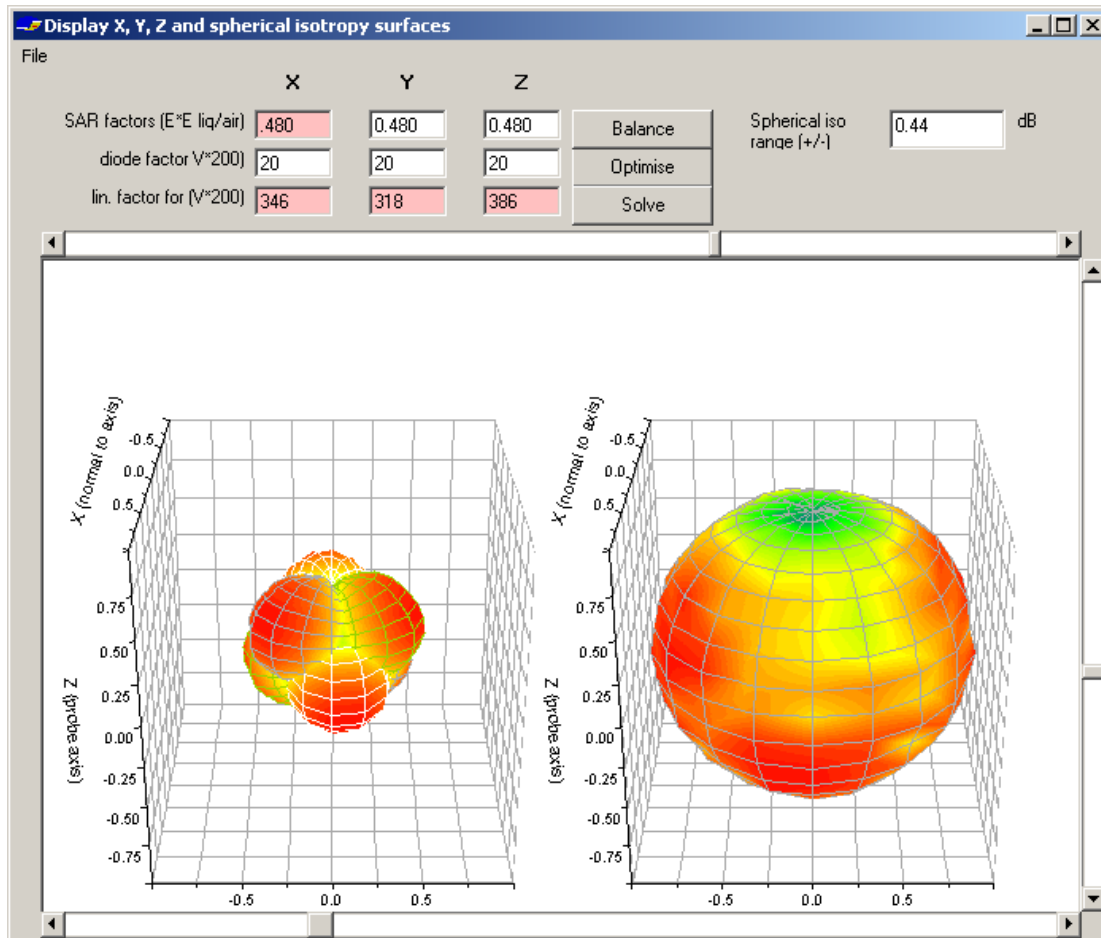 Display X, Y, Z and spherical isotropy surfaces
File
X Y Z
SAR factors (E*E liq/air) .480 0.480 0.480 Balance Spherical iso range (+/-) 0.44 dB
diode factor V*200) 20 20 20 Optimise
lin. factor for (V*200) 346 318 386 Solve
X (normal to axis)
-0.5
0.0
0.5
0.75
0.50
0.25
0.00
-0.25
-0.50
-0.75
Z (probe axis)
-0.5 0.0 0.5
X (normal to axis)
-0.5
0.0
0.5
0.75
0.50
0.25
0.00
-0.25
-0.50
-0.75
Z (probe axis)
-0.5 0.0 0.5